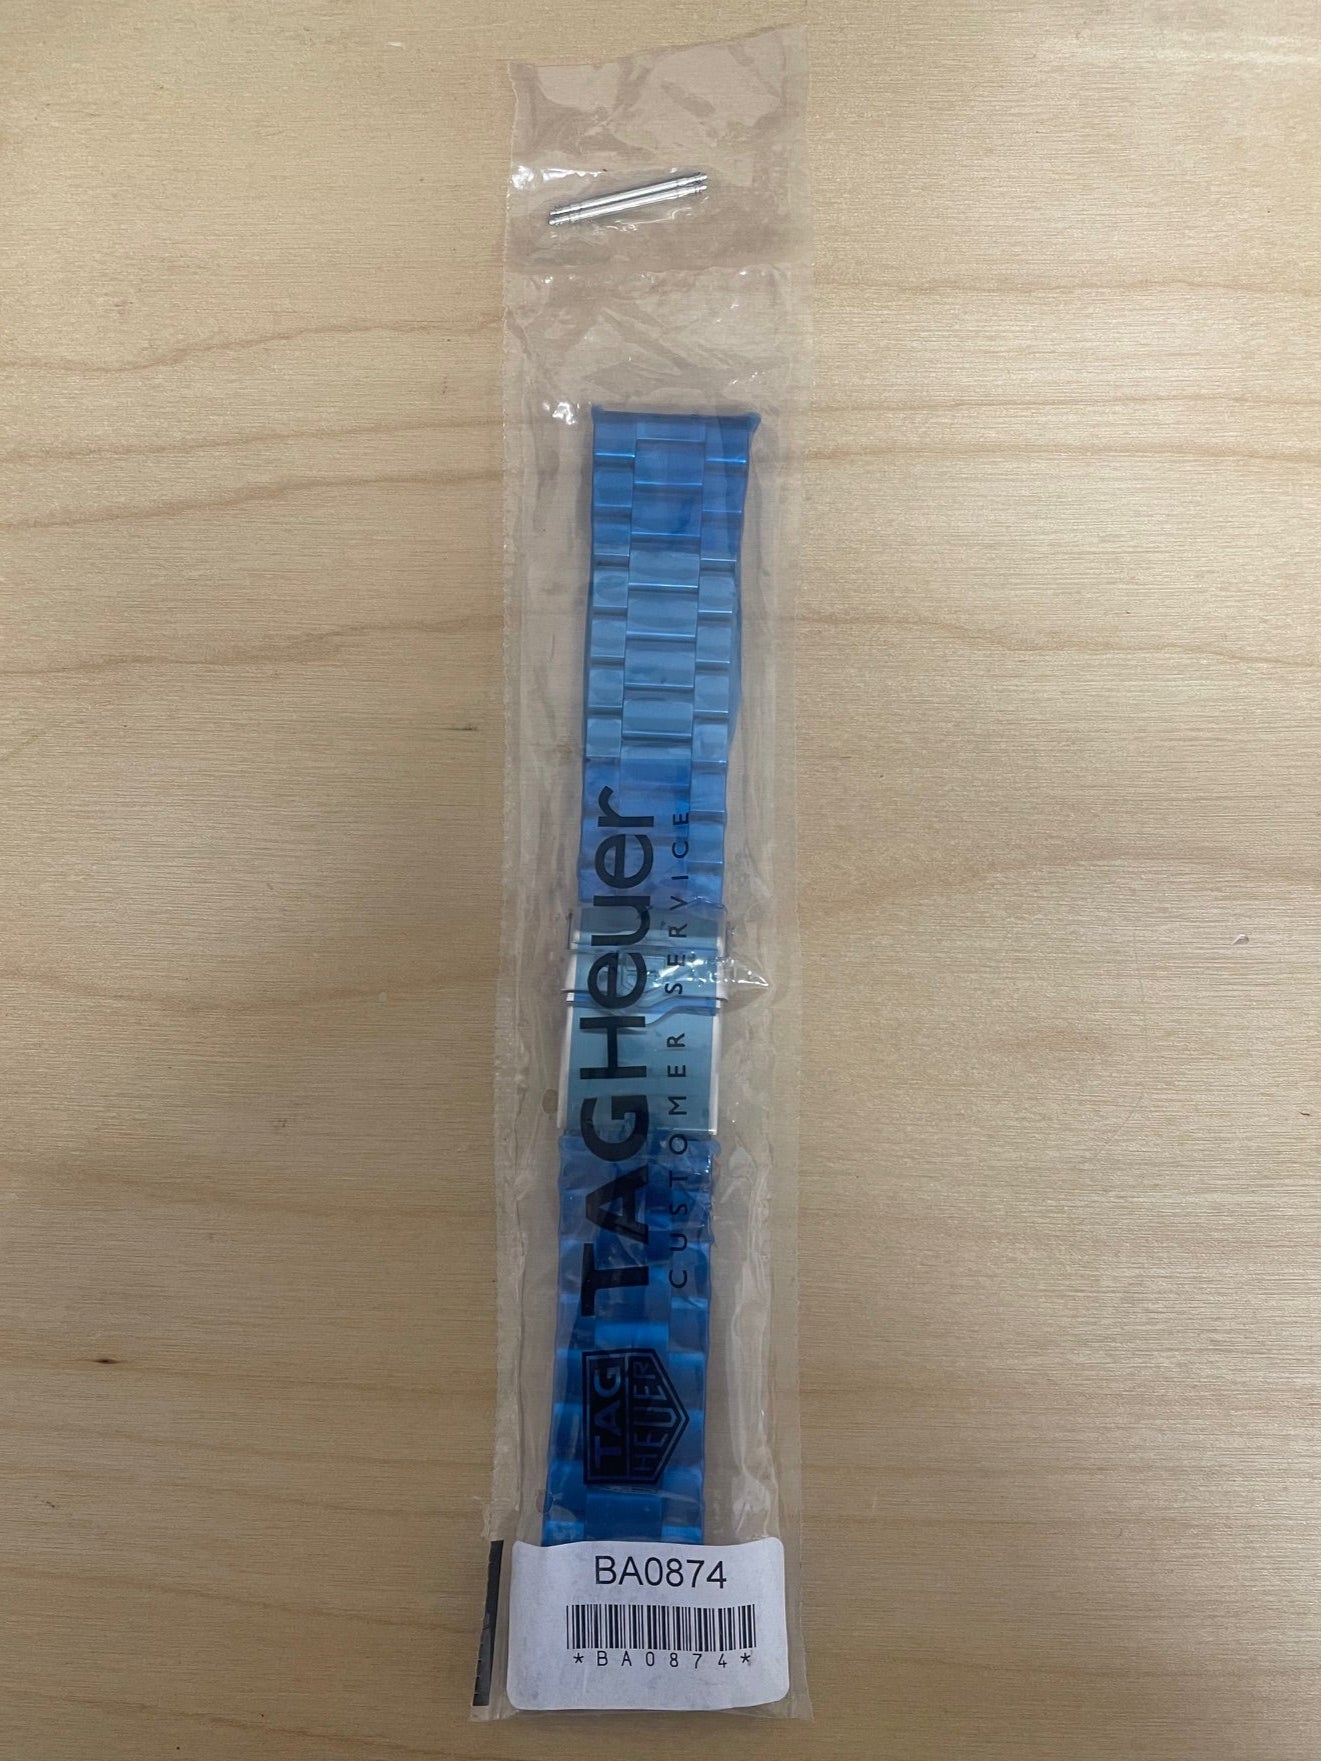 TAGHeuer
CUSTOMER SERVICE
TAG
HEUER
BA0874
*BA0874*